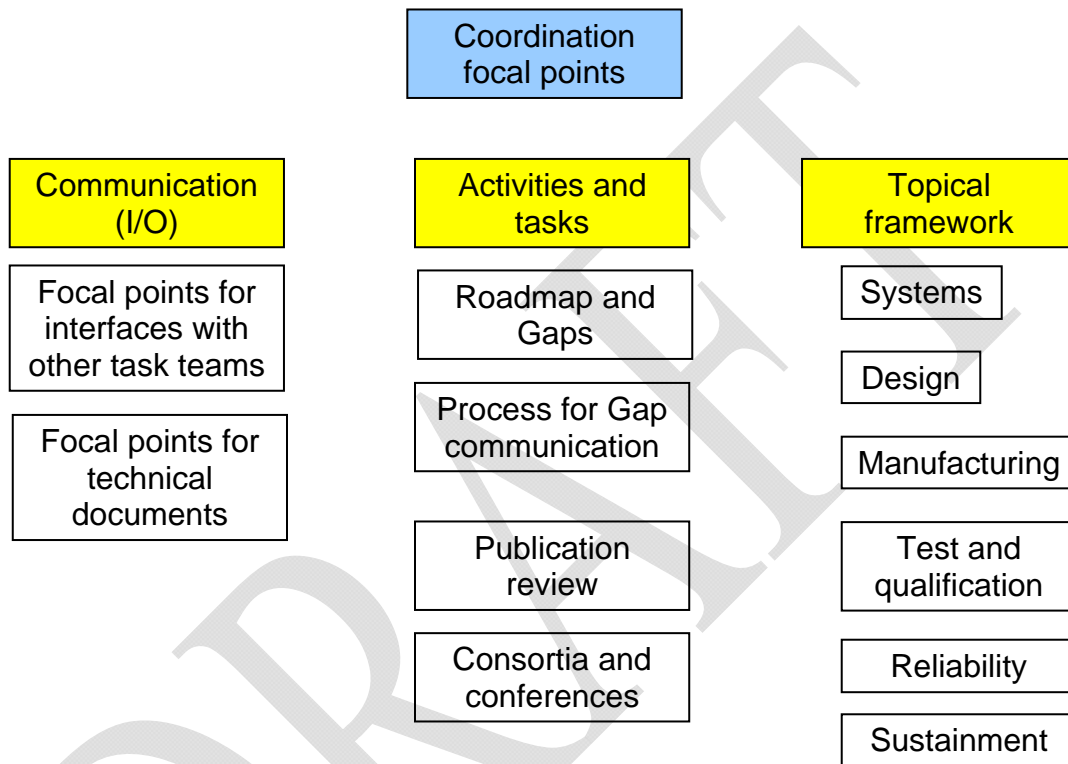 Coordination
focal points
Communication
(I/O)
Focal points for
interfaces with
other task teams
Focal points for
technical
documents
Activities and
tasks
Roadmap and
Gaps
Process for Gap
communication
Publication
review
Consortia and
conferences
Topical
framework
Systems
Design
Manufacturing
Test and
qualification
Reliability
Sustainment
DRAFT